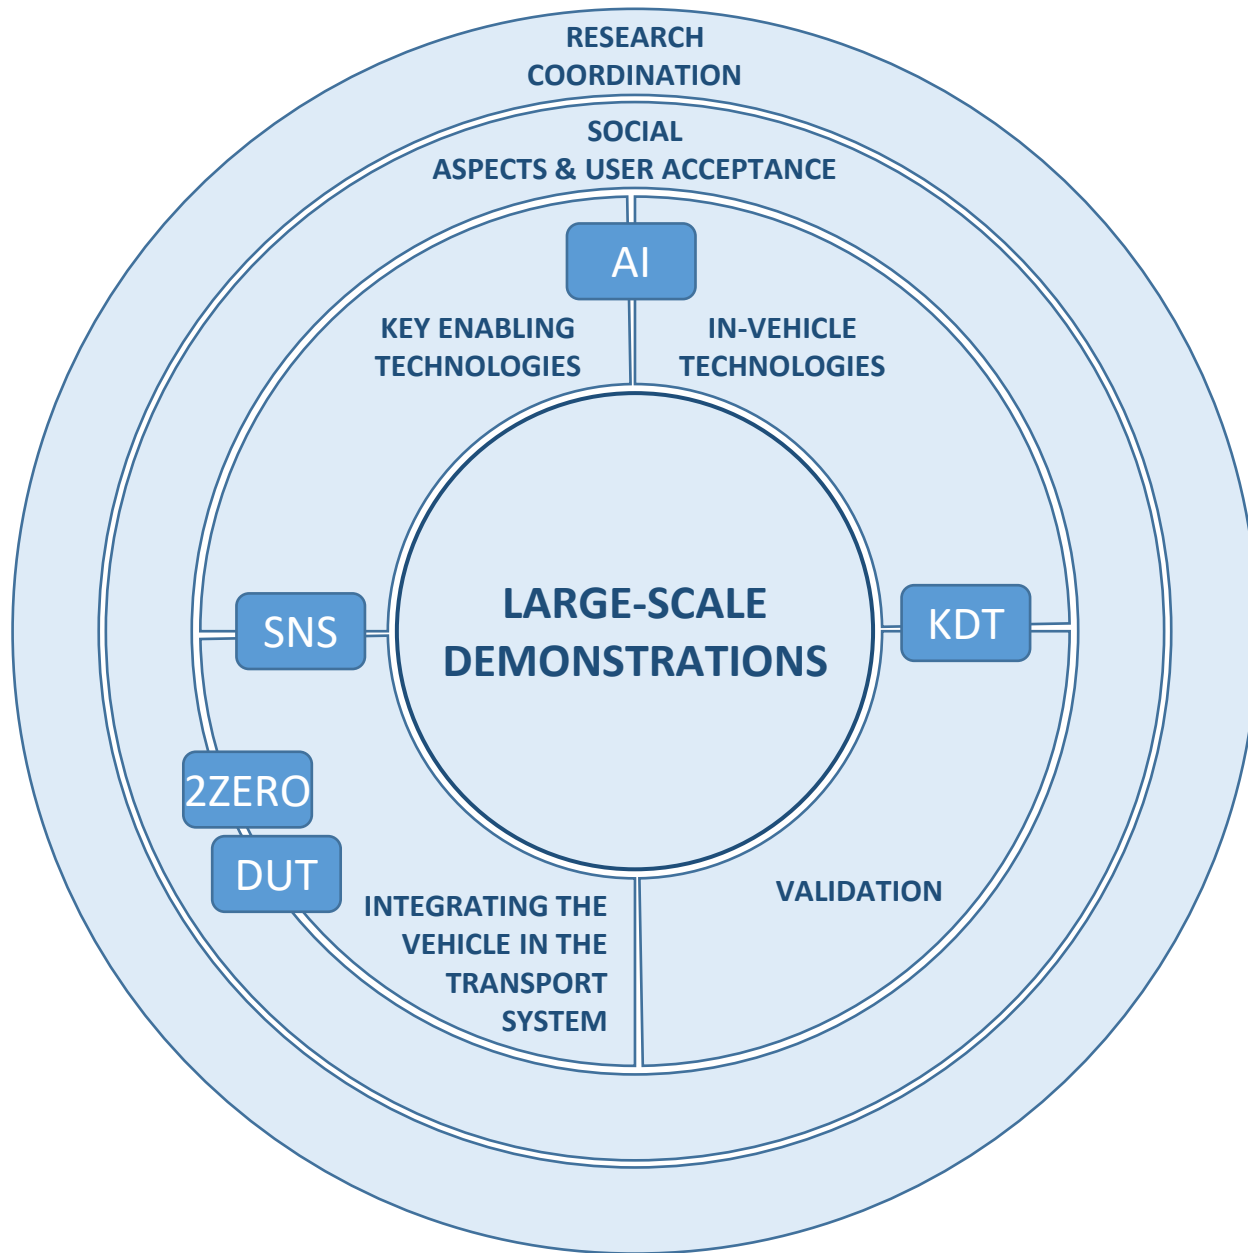 RESEARCH
COORDINATION
SOCIAL
ASPECTS & USER ACCEPTANCE
AI
KEY ENABLING
TECHNOLOGIES
IN-VEHICLE
TECHNOLOGIES
LARGE-SCALE
DEMONSTRATIONS
SNS
KDT
2ZERO
DUT
INTEGRATING THE
VEHICLE IN THE
TRANSPORT
SYSTEM
VALIDATION